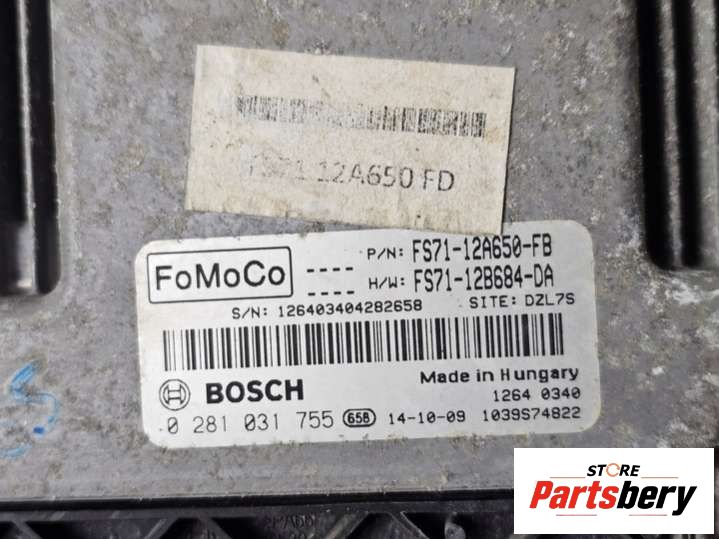 FS71 12A650 FD
FoMoCo
---- P/N: FS71-12A650-FB
---- H/W: FS71-12B684-DA
S/N: 126403404282658 SITE: DZL7S
Made in Hungary
BOSCH
1264 0340
0 281 031 755 658 14-10-09 1039S74822
STORE
Partsbery